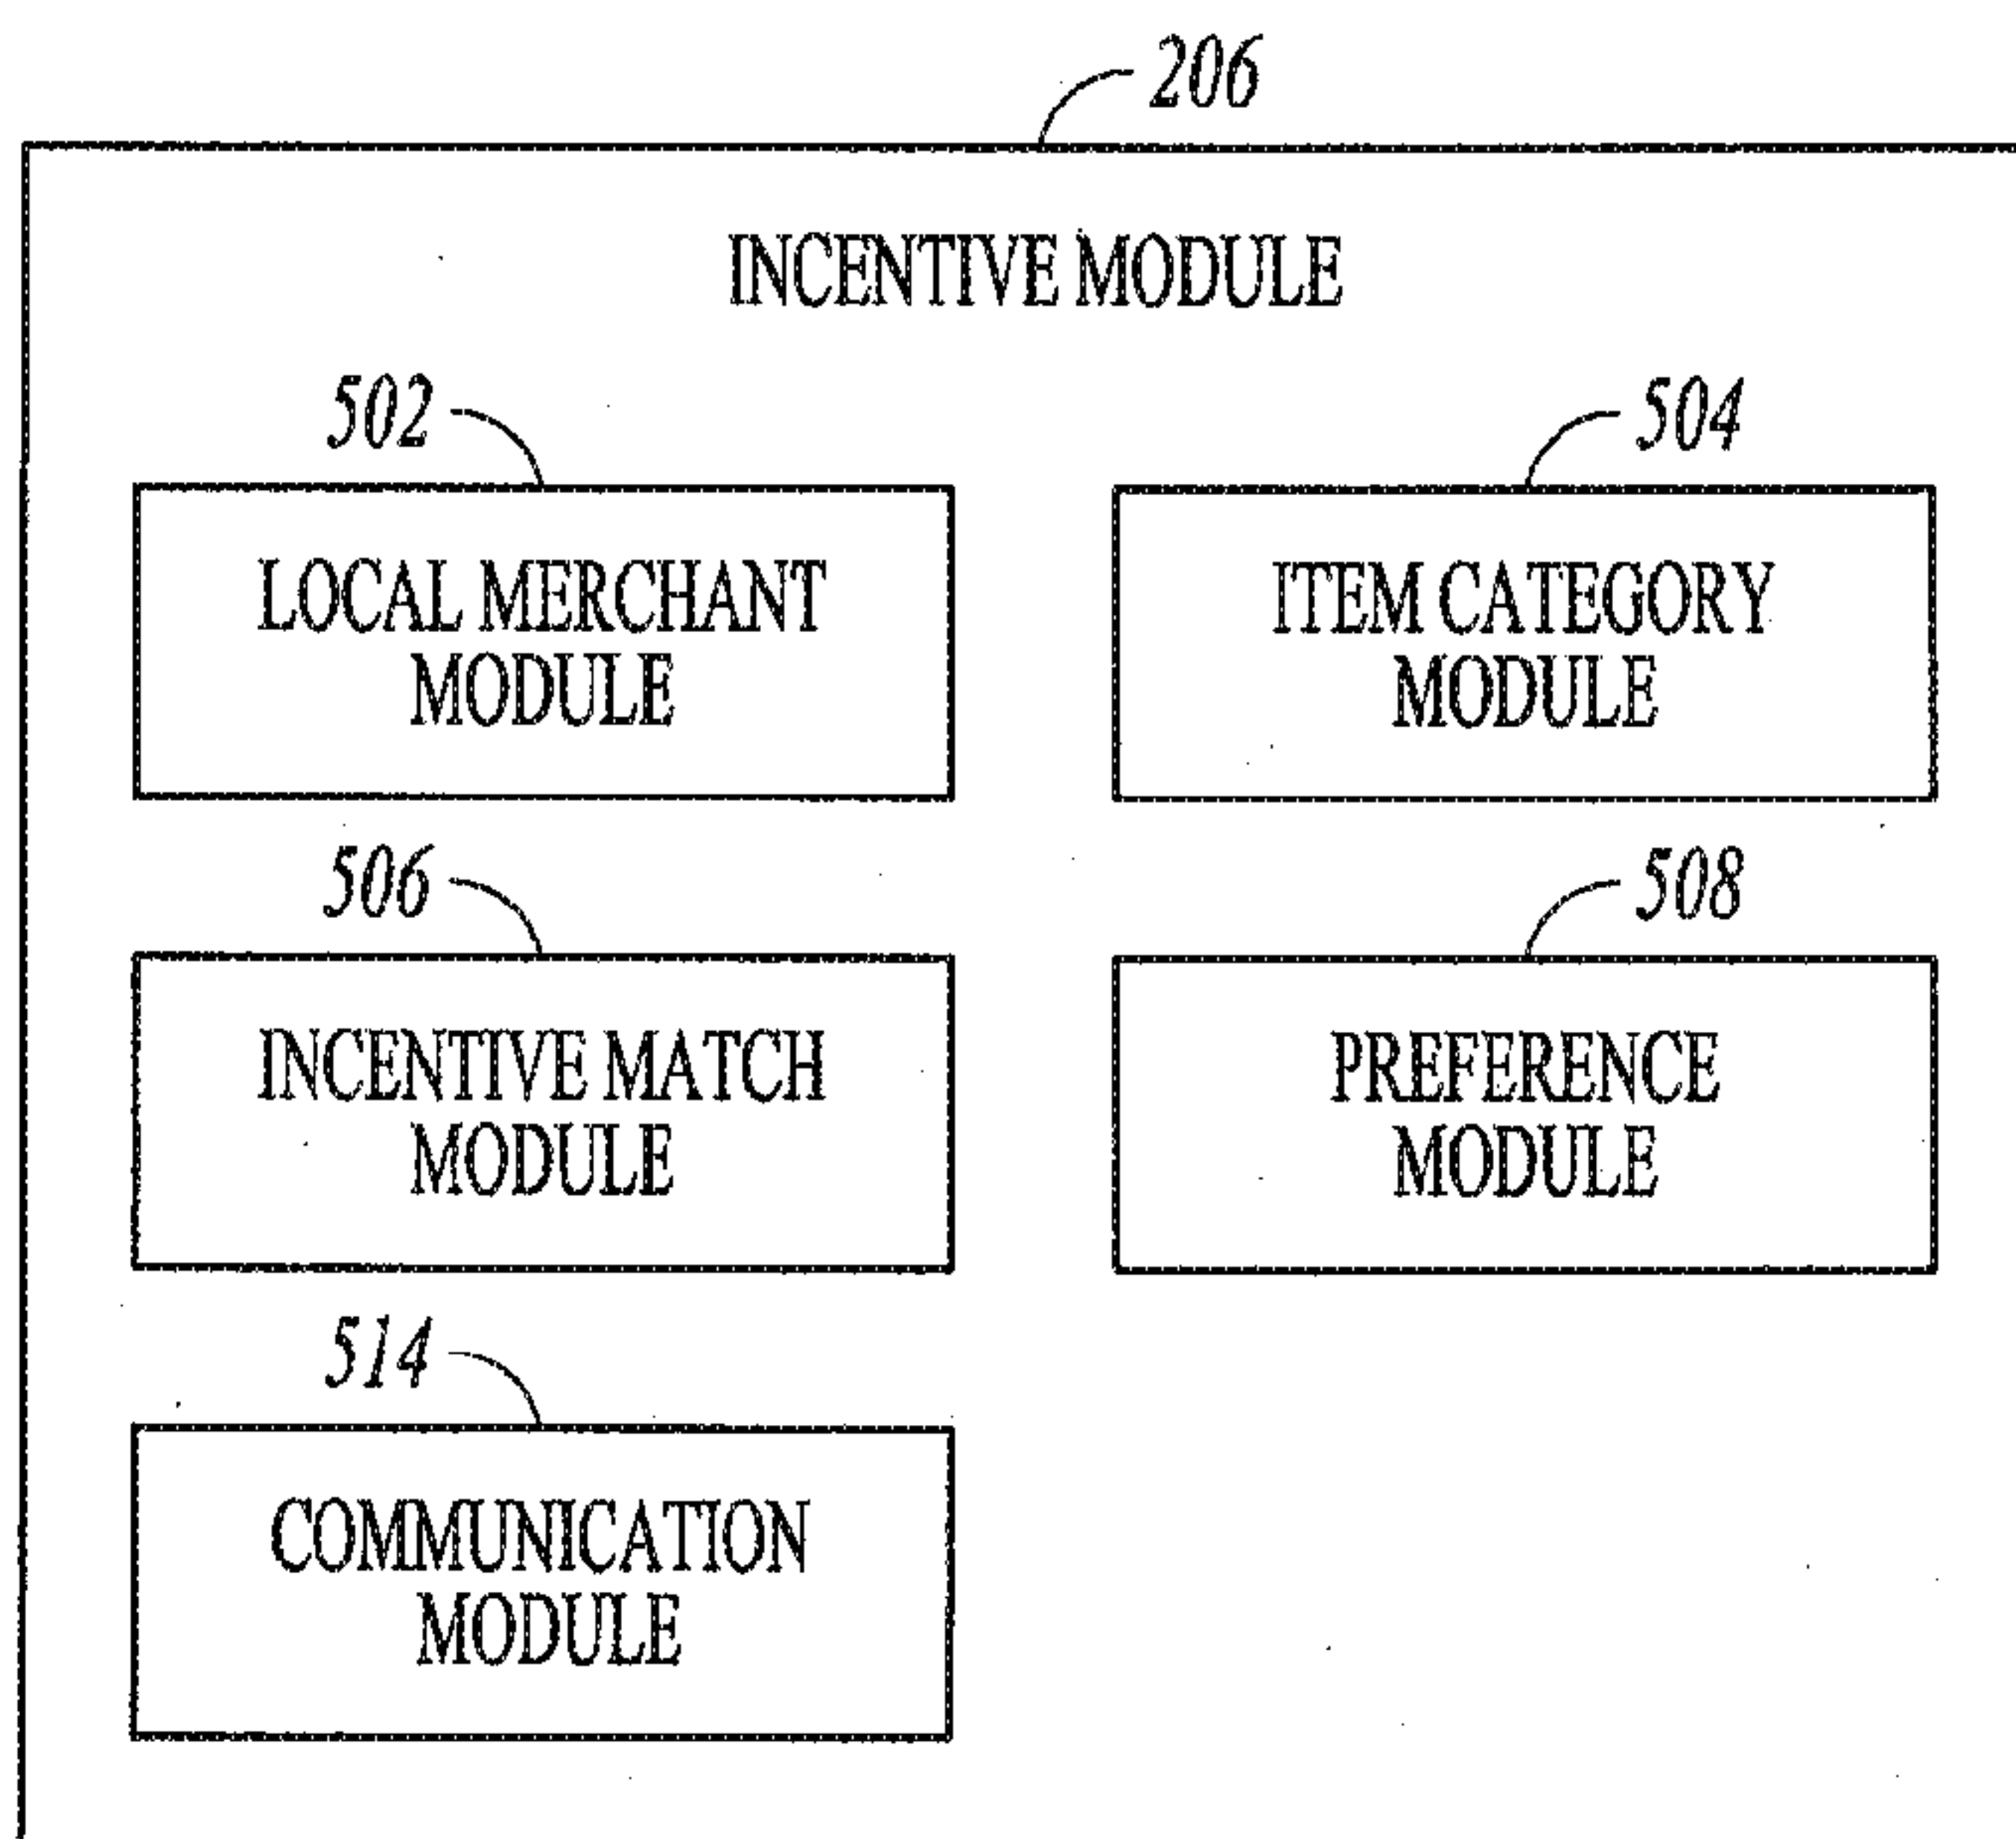 206
INCENTIVE MODULE
502
LOCAL MERCHANT
MODULE
504
ITEM CATEGORY
MODULE
506
INCENTIVE MATCH
MODULE
508
PREFERENCE
MODULE
514
COMMUNICATION
MODULE